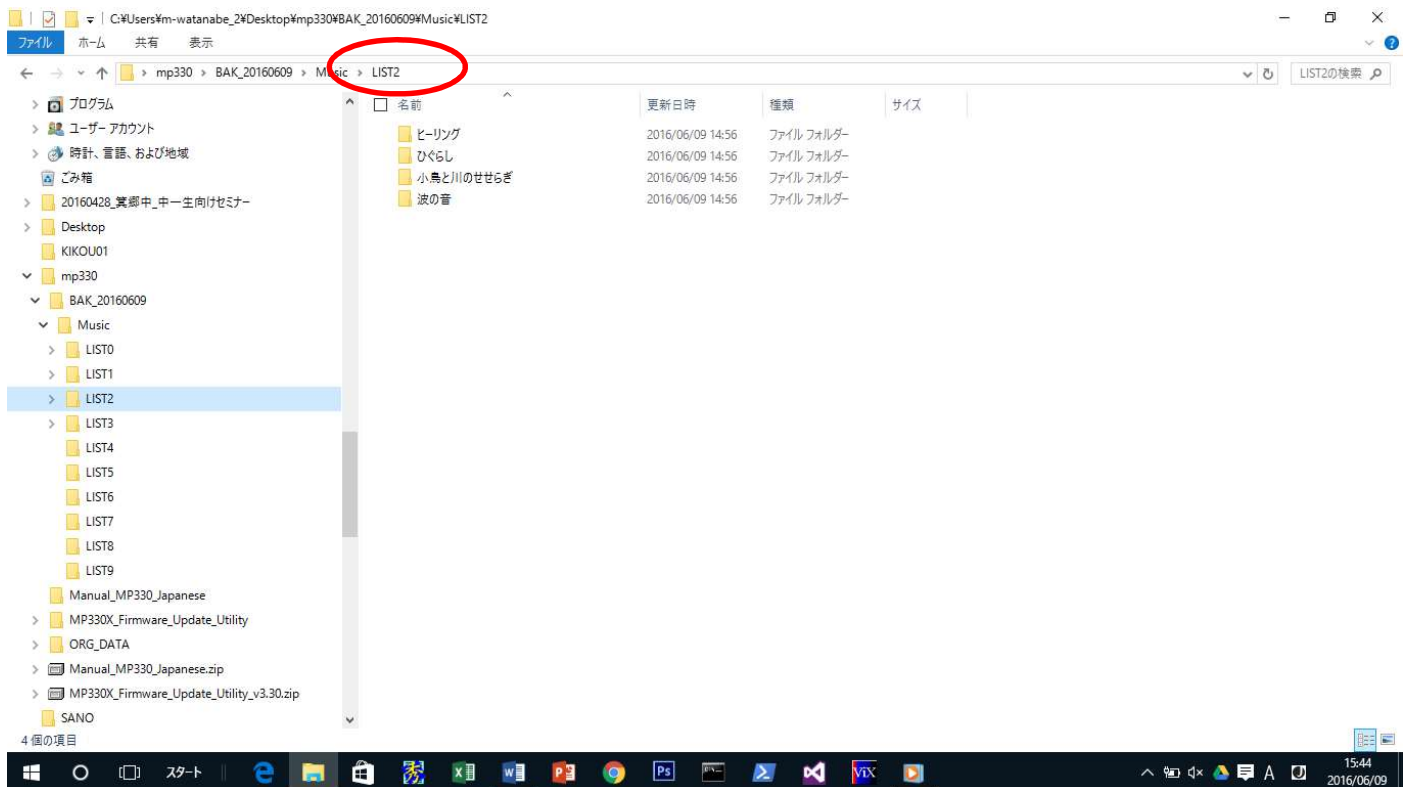 C:¥Users¥m-watanabe_2¥Desktop¥mp330¥BAK_20160609¥Music¥LIST2
ファイル ホーム 共有 表示
mp330 > BAK_20160609 > Music > LIST2
LIST2の検索
プログラム
ユーザー アカウント
時計、言語、および地域
ごみ箱
20160428_箕郷中_中一生向けセミナー
Desktop
KIKOU01
mp330
BAK_20160609
Music
LIST0
LIST1
LIST2
LIST3
LIST4
LIST5
LIST6
LIST7
LIST8
LIST9
Manual_MP330_Japanese
MP330X_Firmware_Update_Utility
ORG_DATA
Manual_MP330_Japanese.zip
MP330X_Firmware_Update_Utility_v3.30.zip
SANO
名前 更新日時 種類 サイズ
ヒーリング 2016/06/09 14:56 ファイル フォルダー
ひぐらし 2016/06/09 14:56 ファイル フォルダー
小鳥と川のせせらぎ 2016/06/09 14:56 ファイル フォルダー
波の音 2016/06/09 14:56 ファイル フォルダー
4 個の項目
スタート
秀
Ps
ViX
A
15:44
2016/06/09